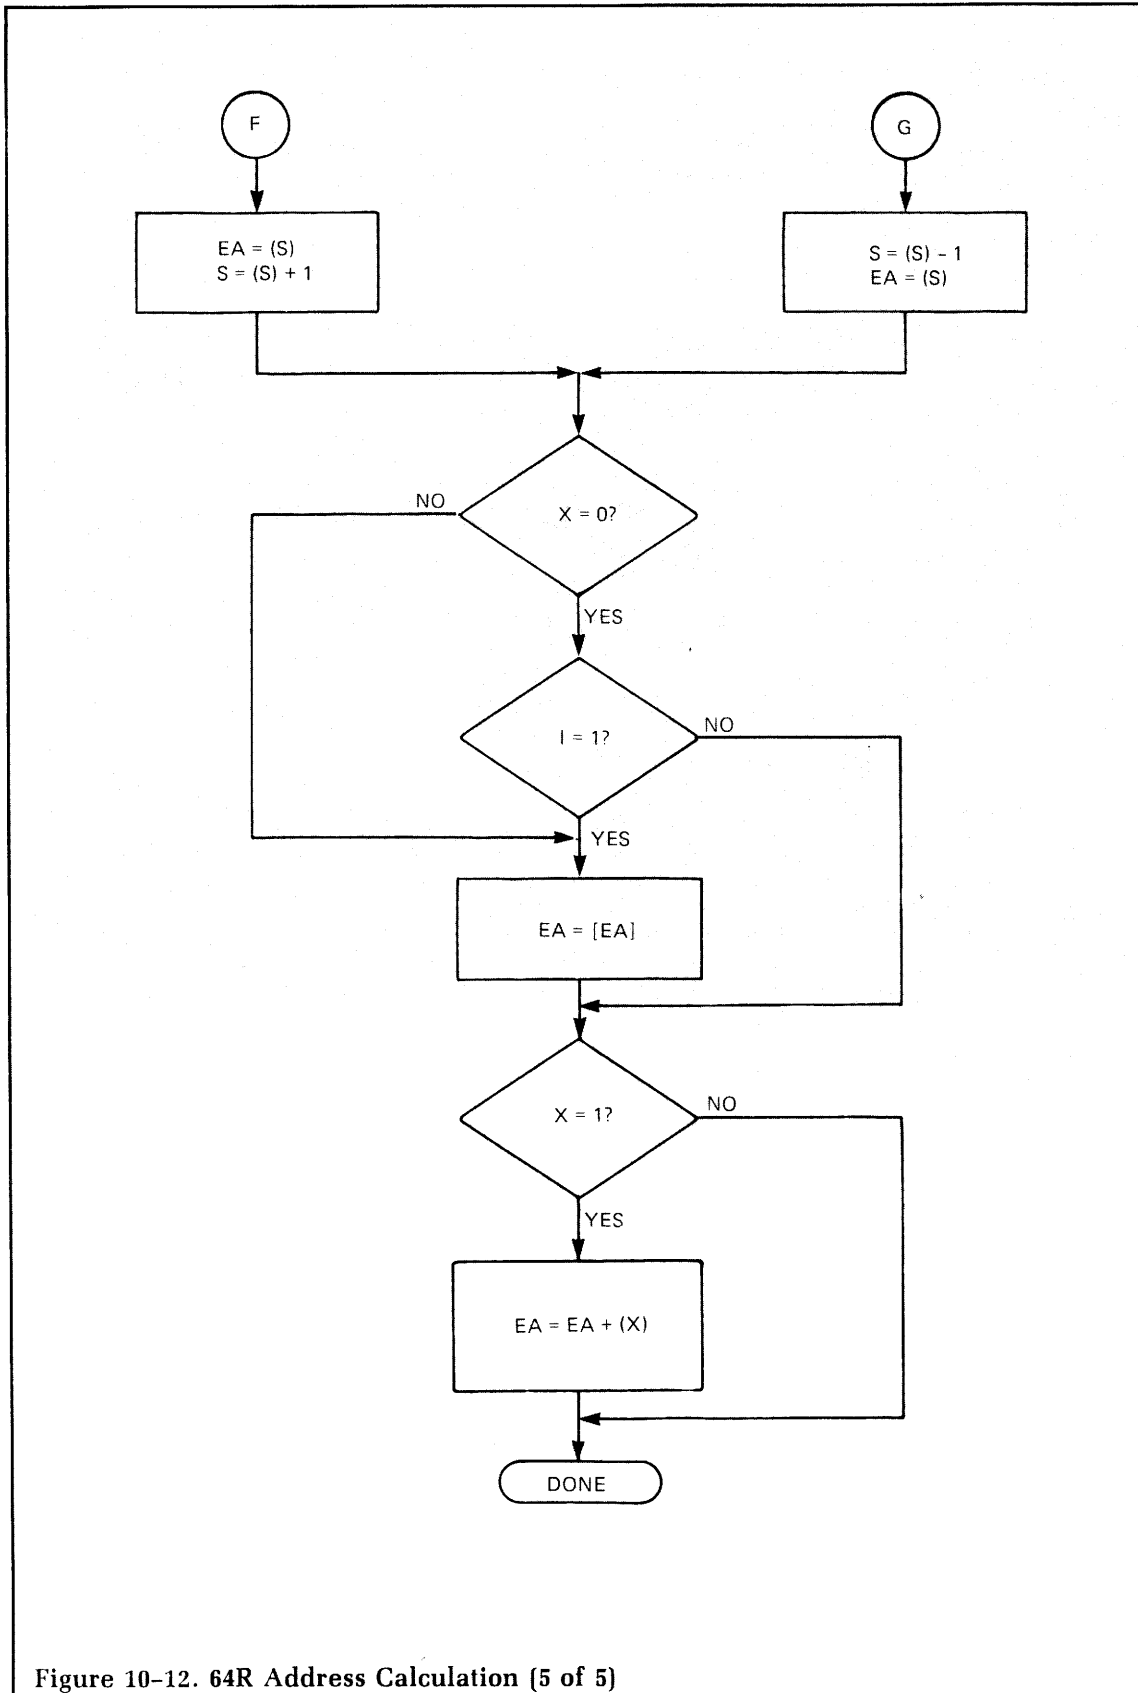 F
G
EA = (S)
S = (S) + 1
S = (S) – 1
EA = (S)
NO
X = 0?
YES
I = 1?
NO
YES
EA = [EA]
X = 1?
NO
YES
EA = EA + (X)
DONE
Figure 10–12. 64R Address Calculation (5 of 5)